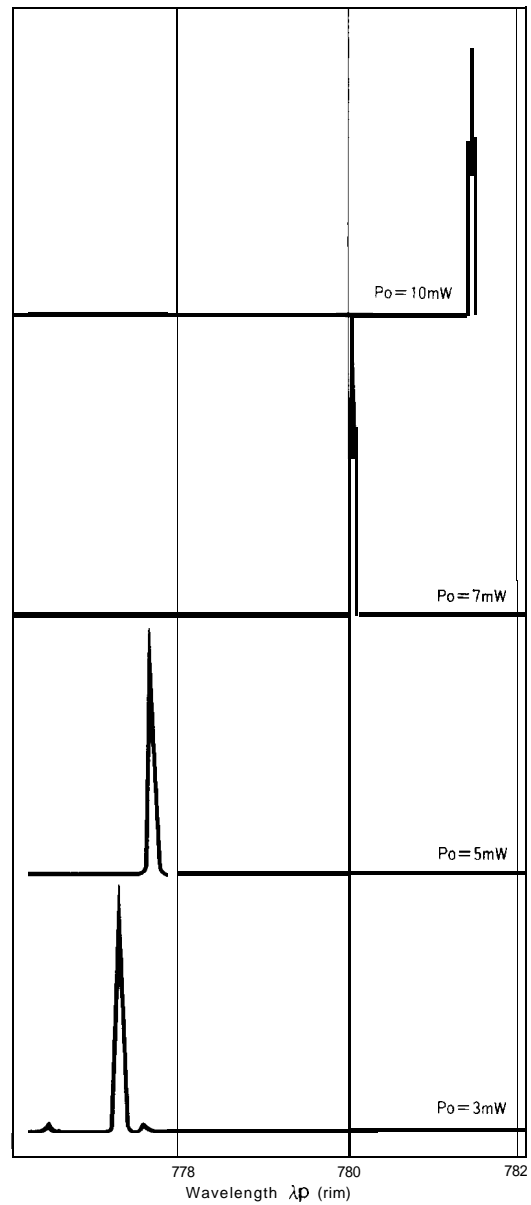 Po=10mW
Po=7mW
Po=5mW
Po=3mW
778 780 782
Wavelength λp (rim)